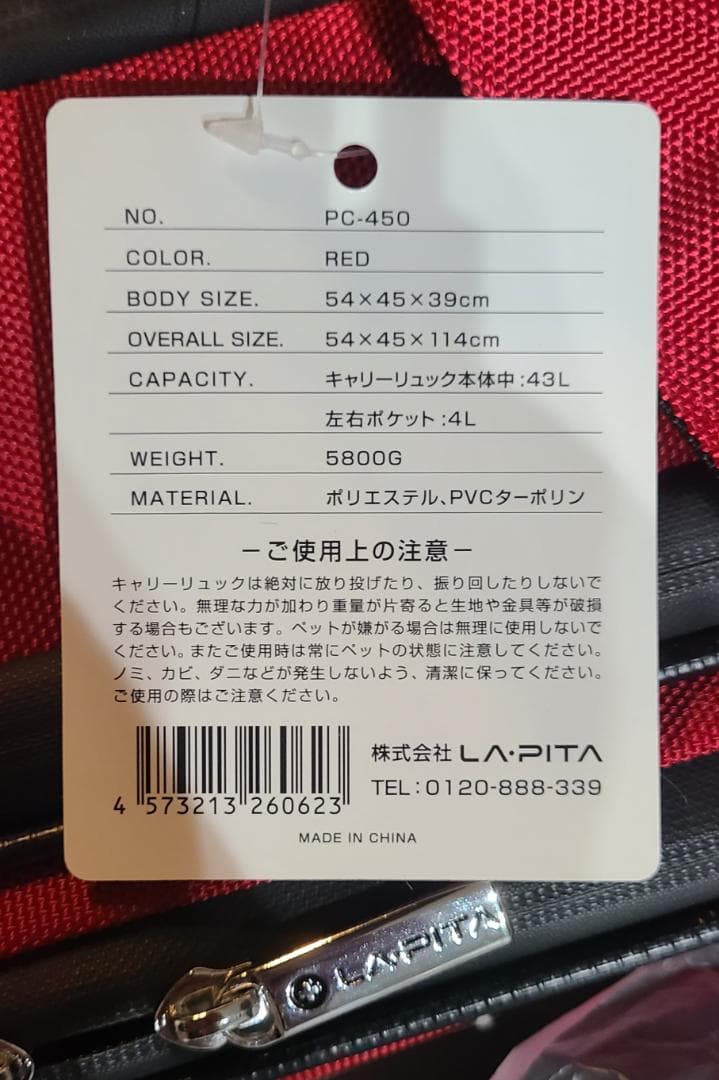 NO. PC-450
COLOR. RED
BODY SIZE. 54×45×39cm
OVERALL SIZE. 54×45×114cm
CAPACITY. キャリーリュック本体中:43L
左右ポケット:4L
WEIGHT. 5800G
MATERIAL. ポリエステル、PVCターポリン
−ご使用上の注意−
キャリーリュックは絶対に放り投げたり、振り回したりしないで
ください。無理な力が加わり重量が片寄ると生地や金具等が破損
する場合もございます。ペットが嫌がる場合は無理に使用しないで
ください。またご使用時は常にペットの状態に注意してください。
ノミ、カビ、ダニなどが発生しないよう、清潔に保ってください。
ご使用の際はご注意ください。
株式会社 LA・PITA
TEL:0120-888-339
4 573213 260623
MADE IN CHINA
LA・PITA